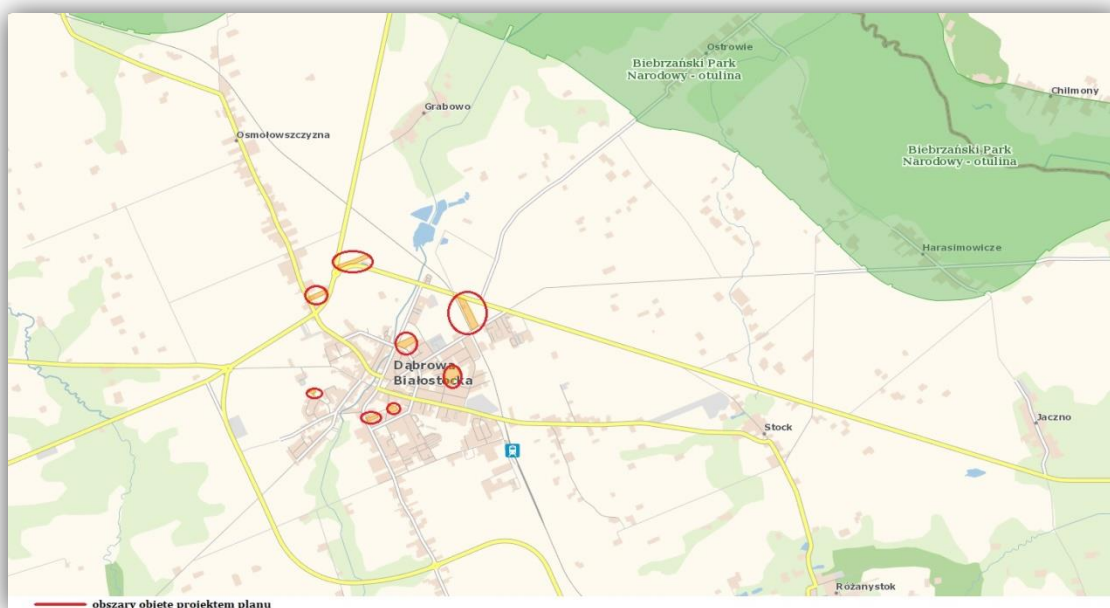 Ostrowie
Biebrzański Park
Narodowy - otulina
Chilmony
Grabowo
Osmołowszczyzna
Biebrzański Park
Narodowy - otulina
Harasimowicze
Dąbrowa
Białostocka
Jaczno
Stock
Różanystok
obszary objęte projektem planu